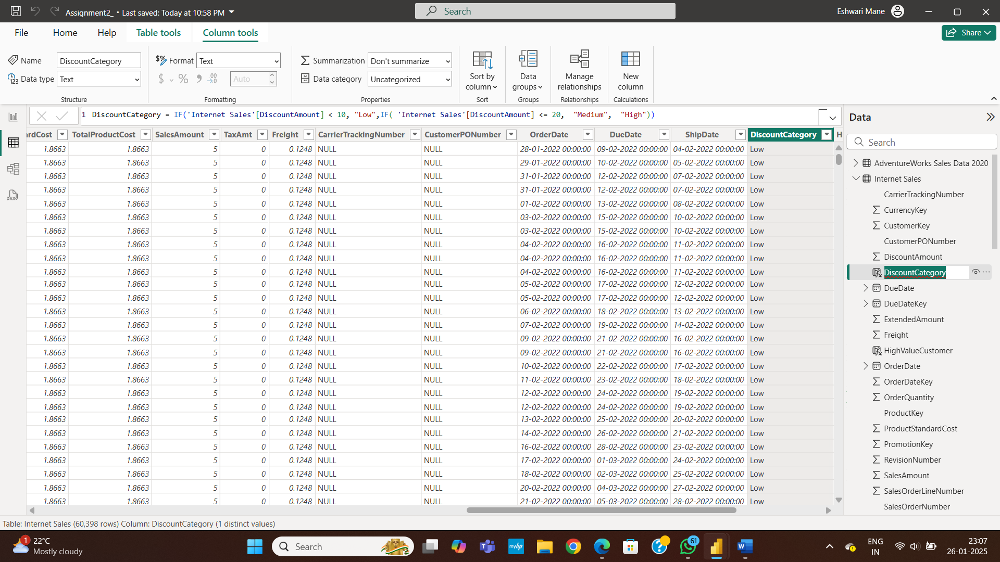 Assignment2_ • Last saved: Today at 10:58 PM
Search
Eshwari Mane
File Home Help Table tools Column tools
Share
Name DiscountCategory
Data type Text
Structure
$% Format Text
$ % 9 .00 Auto
Formatting
Summarization Don't summarize
Data category Uncategorized
Properties
Sort by column
Sort
Data groups
Groups
Manage relationships
Relationships
New column
Calculations
1 DiscountCategory = IF('Internet Sales'[DiscountAmount] < 10, "Low",IF( 'Internet Sales'[DiscountAmount] <= 20, "Medium", "High"))
rdCost TotalProductCost SalesAmount TaxAmt Freight CarrierTrackingNumber CustomerPONumber OrderDate DueDate ShipDate DiscountCategory Hi
1.8663 1.8663 5 0 0.1248 NULL NULL 28-01-2022 00:00:00 09-02-2022 00:00:00 04-02-2022 00:00:00 Low
1.8663 1.8663 5 0 0.1248 NULL NULL 29-01-2022 00:00:00 10-02-2022 00:00:00 05-02-2022 00:00:00 Low
1.8663 1.8663 5 0 0.1248 NULL NULL 31-01-2022 00:00:00 12-02-2022 00:00:00 07-02-2022 00:00:00 Low
1.8663 1.8663 5 0 0.1248 NULL NULL 31-01-2022 00:00:00 12-02-2022 00:00:00 07-02-2022 00:00:00 Low
1.8663 1.8663 5 0 0.1248 NULL NULL 01-02-2022 00:00:00 13-02-2022 00:00:00 08-02-2022 00:00:00 Low
1.8663 1.8663 5 0 0.1248 NULL NULL 03-02-2022 00:00:00 15-02-2022 00:00:00 10-02-2022 00:00:00 Low
1.8663 1.8663 5 0 0.1248 NULL NULL 03-02-2022 00:00:00 15-02-2022 00:00:00 10-02-2022 00:00:00 Low
1.8663 1.8663 5 0 0.1248 NULL NULL 04-02-2022 00:00:00 16-02-2022 00:00:00 11-02-2022 00:00:00 Low
1.8663 1.8663 5 0 0.1248 NULL NULL 04-02-2022 00:00:00 16-02-2022 00:00:00 11-02-2022 00:00:00 Low
1.8663 1.8663 5 0 0.1248 NULL NULL 04-02-2022 00:00:00 16-02-2022 00:00:00 11-02-2022 00:00:00 Low
1.8663 1.8663 5 0 0.1248 NULL NULL 05-02-2022 00:00:00 17-02-2022 00:00:00 12-02-2022 00:00:00 Low
1.8663 1.8663 5 0 0.1248 NULL NULL 05-02-2022 00:00:00 17-02-2022 00:00:00 12-02-2022 00:00:00 Low
1.8663 1.8663 5 0 0.1248 NULL NULL 06-02-2022 00:00:00 18-02-2022 00:00:00 13-02-2022 00:00:00 Low
1.8663 1.8663 5 0 0.1248 NULL NULL 07-02-2022 00:00:00 19-02-2022 00:00:00 14-02-2022 00:00:00 Low
1.8663 1.8663 5 0 0.1248 NULL NULL 09-02-2022 00:00:00 21-02-2022 00:00:00 16-02-2022 00:00:00 Low
1.8663 1.8663 5 0 0.1248 NULL NULL 09-02-2022 00:00:00 21-02-2022 00:00:00 16-02-2022 00:00:00 Low
1.8663 1.8663 5 0 0.1248 NULL NULL 10-02-2022 00:00:00 22-02-2022 00:00:00 17-02-2022 00:00:00 Low
1.8663 1.8663 5 0 0.1248 NULL NULL 11-02-2022 00:00:00 23-02-2022 00:00:00 18-02-2022 00:00:00 Low
1.8663 1.8663 5 0 0.1248 NULL NULL 12-02-2022 00:00:00 24-02-2022 00:00:00 19-02-2022 00:00:00 Low
1.8663 1.8663 5 0 0.1248 NULL NULL 12-02-2022 00:00:00 24-02-2022 00:00:00 19-02-2022 00:00:00 Low
1.8663 1.8663 5 0 0.1248 NULL NULL 13-02-2022 00:00:00 25-02-2022 00:00:00 20-02-2022 00:00:00 Low
1.8663 1.8663 5 0 0.1248 NULL NULL 14-02-2022 00:00:00 26-02-2022 00:00:00 21-02-2022 00:00:00 Low
1.8663 1.8663 5 0 0.1248 NULL NULL 16-02-2022 00:00:00 28-02-2022 00:00:00 23-02-2022 00:00:00 Low
1.8663 1.8663 5 0 0.1248 NULL NULL 17-02-2022 00:00:00 01-03-2022 00:00:00 24-02-2022 00:00:00 Low
1.8663 1.8663 5 0 0.1248 NULL NULL 18-02-2022 00:00:00 02-03-2022 00:00:00 25-02-2022 00:00:00 Low
1.8663 1.8663 5 0 0.1248 NULL NULL 20-02-2022 00:00:00 04-03-2022 00:00:00 27-02-2022 00:00:00 Low
1.8663 1.8663 5 0 0.1248 NULL NULL 21-02-2022 00:00:00 05-03-2022 00:00:00 28-02-2022 00:00:00 Low
Data
Search
AdventureWorks Sales Data 2020
Internet Sales
CarrierTrackingNumber
CurrencyKey
CustomerKey
CustomerPONumber
DiscountAmount
DiscountCategory
DueDate
DueDateKey
ExtendedAmount
Freight
HighValueCustomer
OrderDate
OrderDateKey
OrderQuantity
ProductKey
ProductStandardCost
PromotionKey
RevisionNumber
SalesAmount
SalesOrderLineNumber
SalesOrderNumber
Table: Internet Sales (60,398 rows) Column: DiscountCategory (1 distinct values)
1 22°C
Mostly cloudy
Search
myhp
61
ENG
IN
23:07
26-01-2025